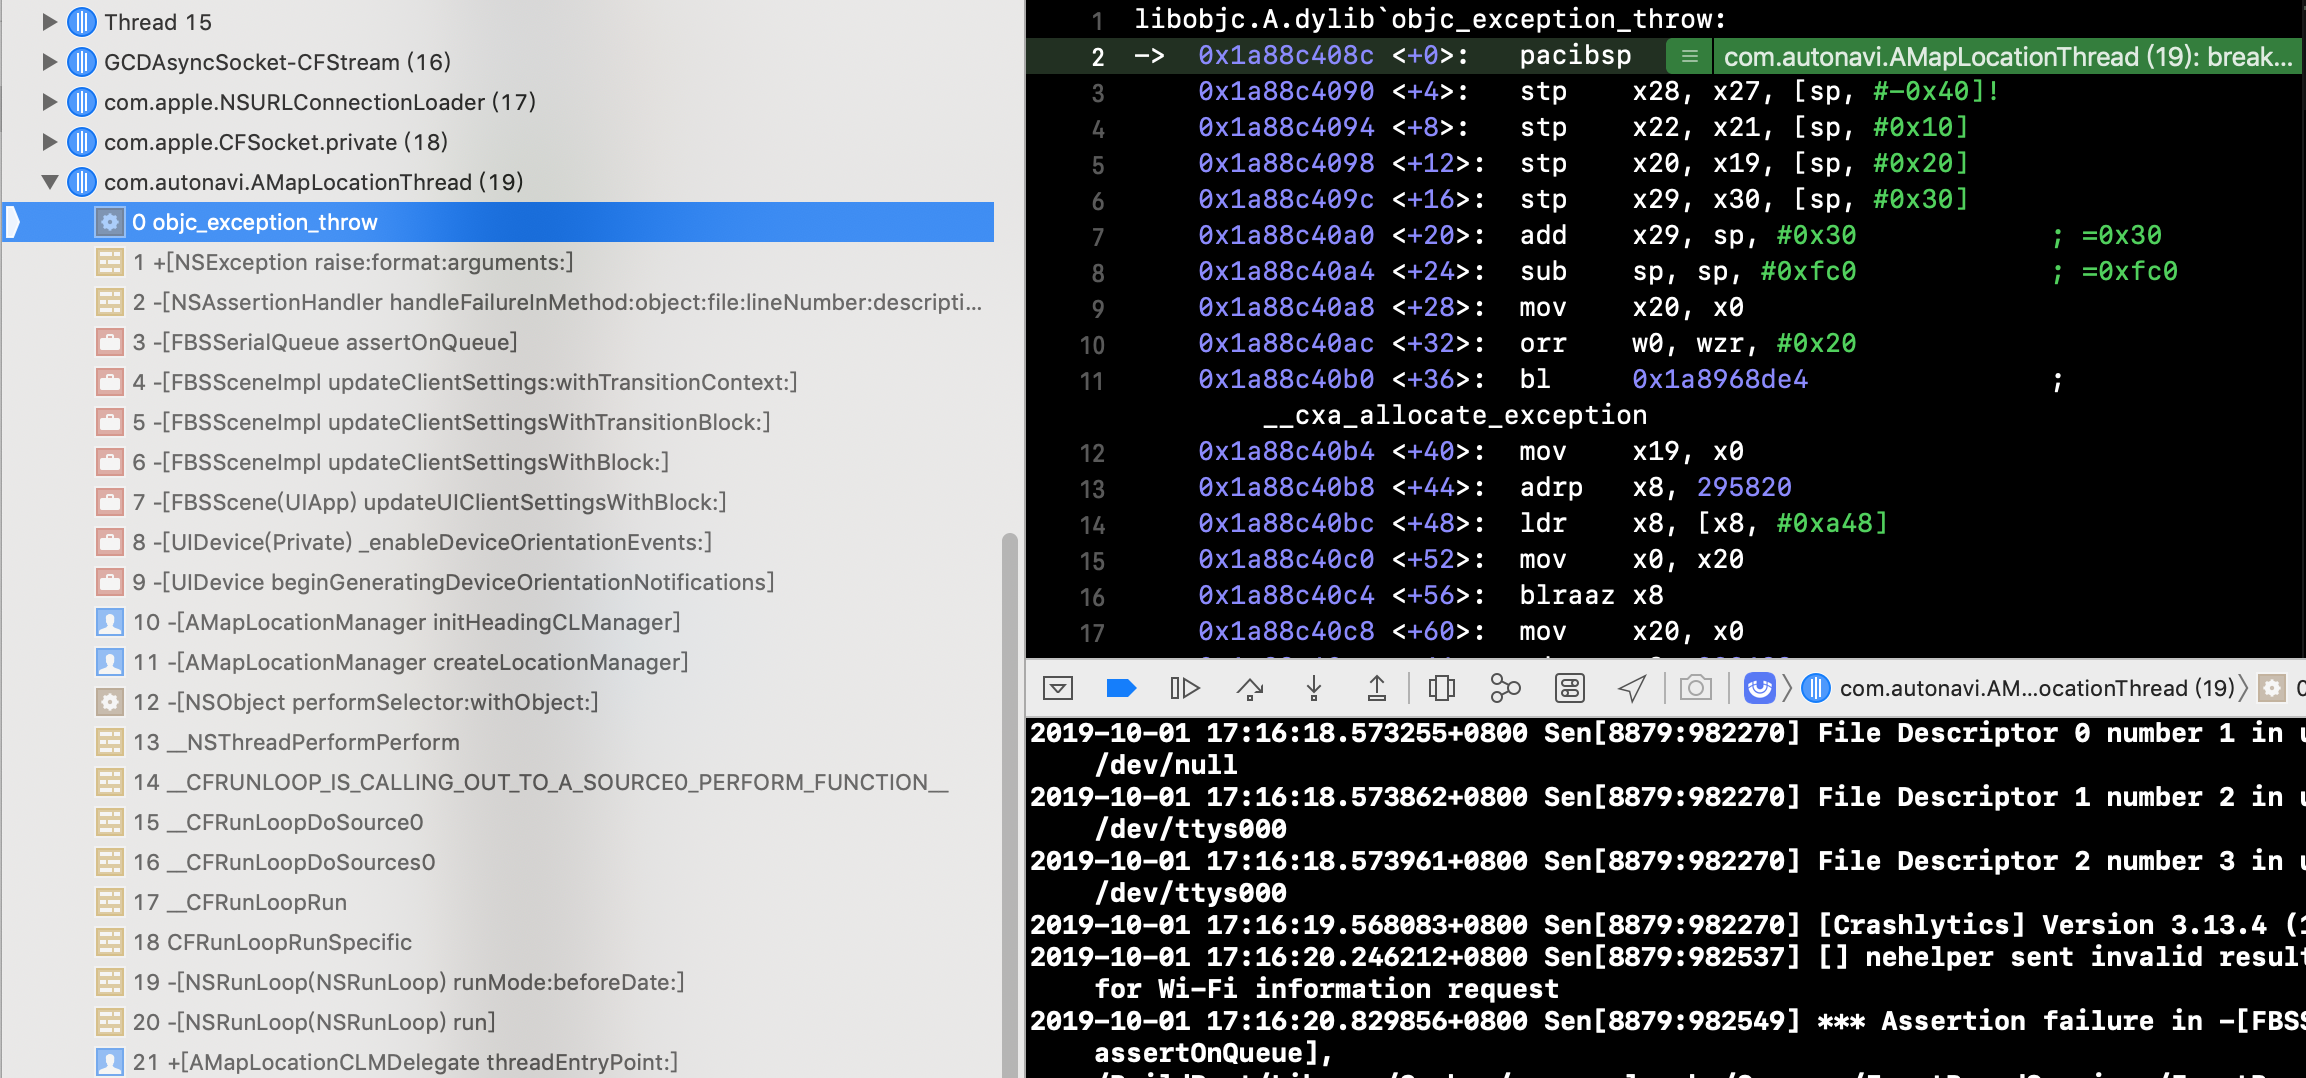 Thread 15
GCDAsyncSocket-CFStream (16)
com.apple.NSURLConnectionLoader (17)
com.apple.CFSocket.private (18)
com.autonavi.AMapLocationThread (19)
0 objc_exception_throw
1 +[NSException raise:format:arguments:]
2 -[NSAssertionHandler handleFailureInMethod:object:file:lineNumber:descripti...
3 -[FBSSerialQueue assertOnQueue]
4 -[FBSSceneImpl updateClientSettings:withTransitionContext:]
5 -[FBSSceneImpl updateClientSettingsWithTransitionBlock:]
6 -[FBSSceneImpl updateClientSettingsWithBlock:]
7 -[FBSScene(UIApp) updateUIClientSettingsWithBlock:]
8 -[UIDevice(Private) _enableDeviceOrientationEvents:]
9 -[UIDevice beginGeneratingDeviceOrientationNotifications]
10 -[AMapLocationManager initHeadingCLManager]
11 -[AMapLocationManager createLocationManager]
12 -[NSObject performSelector:withObject:]
13 __NSThreadPerformPerform
14 __CFRUNLOOP_IS_CALLING_OUT_TO_A_SOURCE0_PERFORM_FUNCTION__
15 __CFRunLoopDoSource0
16 __CFRunLoopDoSources0
17 __CFRunLoopRun
18 CFRunLoopRunSpecific
19 -[NSRunLoop(NSRunLoop) runMode:beforeDate:]
20 -[NSRunLoop(NSRunLoop) run]
21 +[AMapLocationCLMDelegate threadEntryPoint:]
1 libobjc.A.dylib`objc_exception_throw:
2 -> 0x1a88c408c <+0>: pacibsp com.autonavi.AMapLocationThread (19): break...
3 0x1a88c4090 <+4>: stp x28, x27, [sp, #-0x40]!
4 0x1a88c4094 <+8>: stp x22, x21, [sp, #0x10]
5 0x1a88c4098 <+12>: stp x20, x19, [sp, #0x20]
6 0x1a88c409c <+16>: stp x29, x30, [sp, #0x30]
7 0x1a88c40a0 <+20>: add x29, sp, #0x30 ; =0x30
8 0x1a88c40a4 <+24>: sub sp, sp, #0xfc0 ; =0xfc0
9 0x1a88c40a8 <+28>: mov x20, x0
10 0x1a88c40ac <+32>: orr w0, wzr, #0x20
11 0x1a88c40b0 <+36>: bl 0x1a8968de4 ;
__cxa_allocate_exception
12 0x1a88c40b4 <+40>: mov x19, x0
13 0x1a88c40b8 <+44>: adrp x8, 295820
14 0x1a88c40bc <+48>: ldr x8, [x8, #0xa48]
15 0x1a88c40c0 <+52>: mov x0, x20
16 0x1a88c40c4 <+56>: blraaz x8
17 0x1a88c40c8 <+60>: mov x20, x0
com.autonavi.AM...ocationThread (19) 0
2019-10-01 17:16:18.573255+0800 Sen[8879:982270] File Descriptor 0 number 1 in u
/dev/null
2019-10-01 17:16:18.573862+0800 Sen[8879:982270] File Descriptor 1 number 2 in u
/dev/ttys000
2019-10-01 17:16:18.573961+0800 Sen[8879:982270] File Descriptor 2 number 3 in u
/dev/ttys000
2019-10-01 17:16:19.568083+0800 Sen[8879:982270] [Crashlytics] Version 3.13.4 (1
2019-10-01 17:16:20.246212+0800 Sen[8879:982537] [] nehelper sent invalid result
for Wi-Fi information request
2019-10-01 17:16:20.829856+0800 Sen[8879:982549] *** Assertion failure in -[FBSS
assertOnQueue],